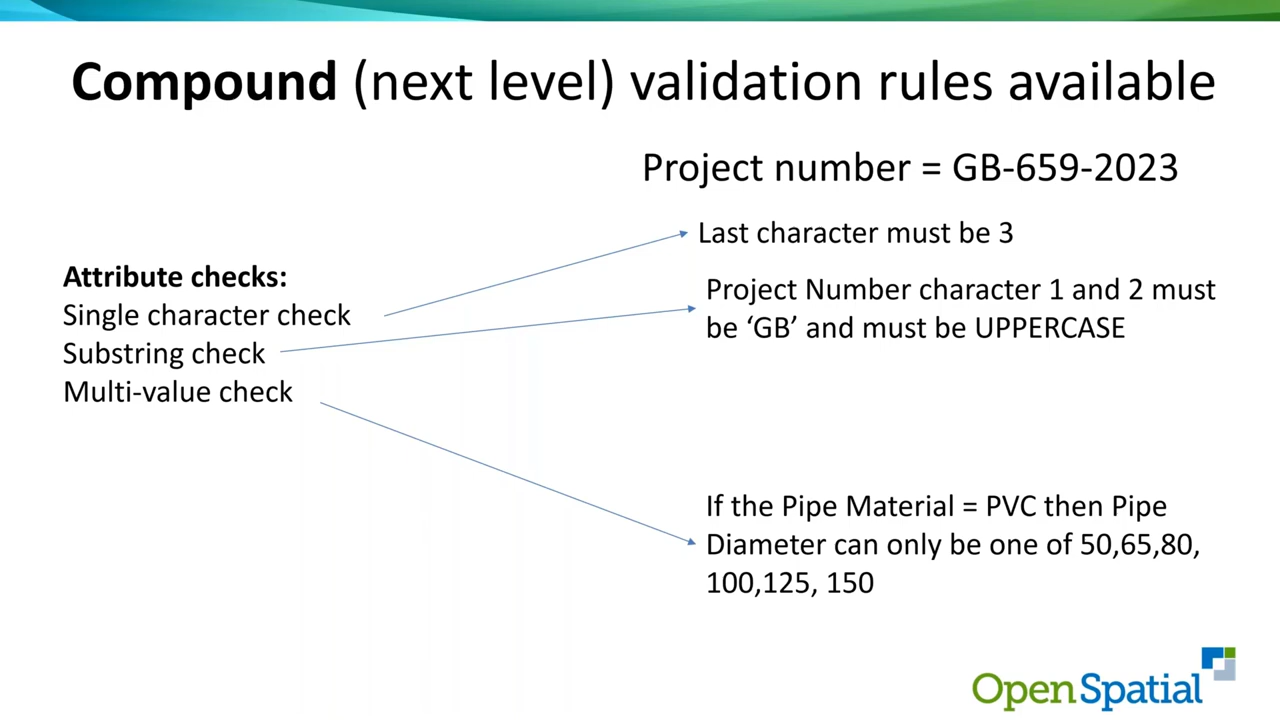 Compound (next level) validation rules available
Project number = GB-659-2023
Attribute checks:
Single character check
Substring check
Multi-value check
Last character must be 3
Project Number character 1 and 2 must
be ‘GB’ and must be UPPERCASE
If the Pipe Material = PVC then Pipe
Diameter can only be one of 50,65,80,
100,125, 150
Open Spatial